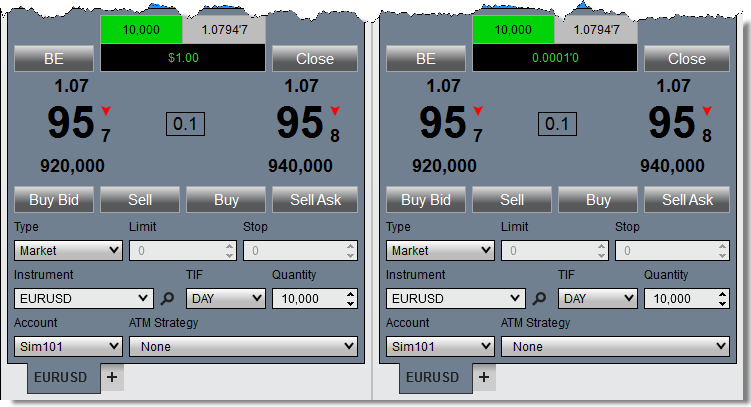 10,000 1.0794'7
BE $1.00 Close
1.07 1.07
95 7 0.1 95 8
920,000 940,000
Buy Bid Sell Buy Sell Ask
Type Limit Stop
Market 0 0
Instrument TIF Quantity
EURUSD DAY 10,000
Account ATM Strategy
Sim101 None
EURUSD +
10,000 1.0794'7
BE 0.0001'0 Close
1.07 1.07
95 7 0.1 95 8
920,000 940,000
Buy Bid Sell Buy Sell Ask
Type Limit Stop
Market 0 0
Instrument TIF Quantity
EURUSD DAY 10,000
Account ATM Strategy
Sim101 None
EURUSD +